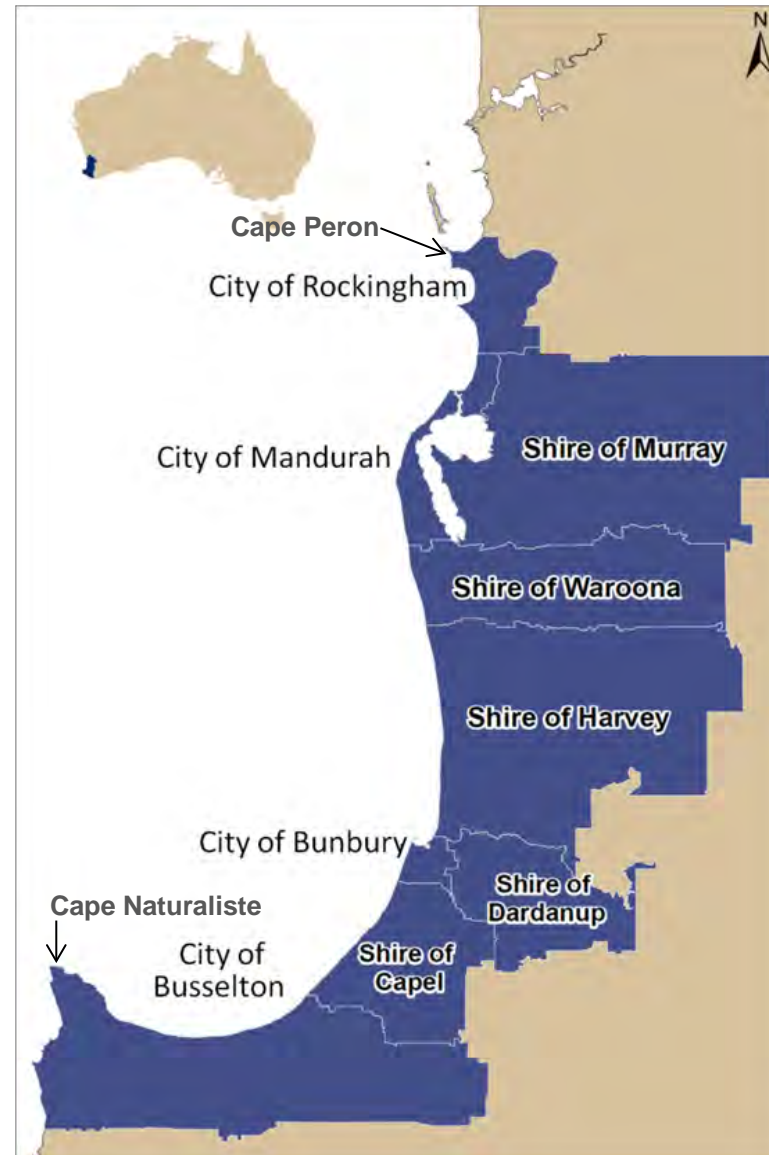 N
Cape Peron
City of Rockingham
City of Mandurah
Shire of Murray
Shire of Waroona
Shire of Harvey
City of Bunbury
Shire of
Dardanup
Cape Naturaliste
City of
Busselton
Shire of
Capel